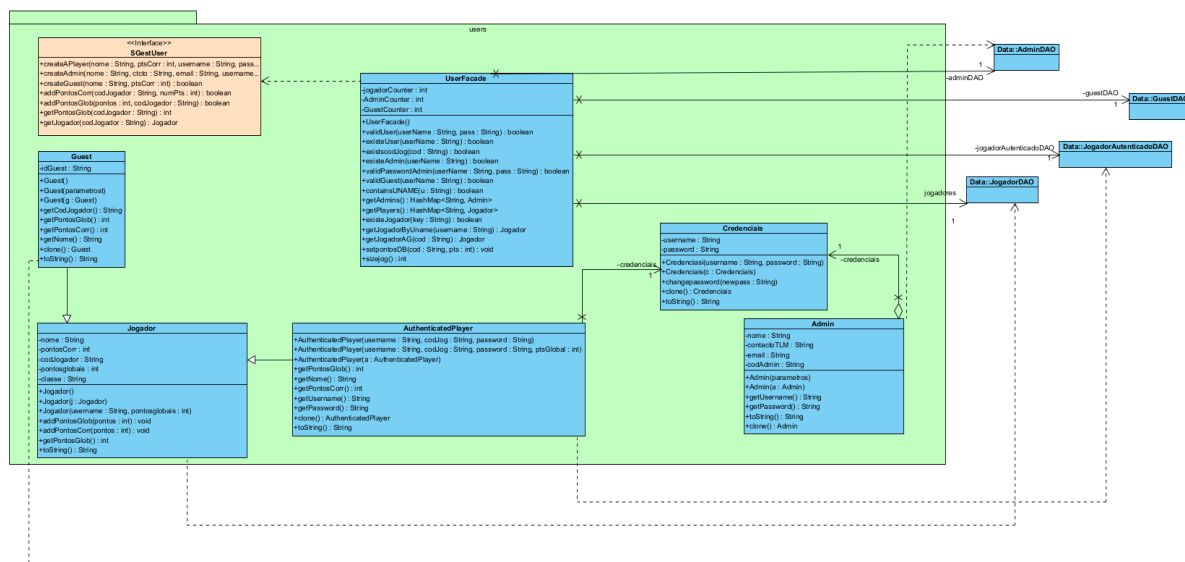 users
<<Interface>>
SGestUser
+createAPlayer(nome : String, ptsCorr : int, username : String, pass...
+createAdmin(nome : String, ctcto : String, email : String, username...
+createGuest(nome : String, ptsCorr : int) : boolean
+addPontosCorr(codJogador : String, numPts : int) : boolean
+addPontosGlob(pontos : int, codJogador : String) : boolean
+getPontosGlob(codJogador : String) : int
+getJogador(codJogador : String) : Jogador
UserFacade
-jogadorCounter : int
-AdminCounter : int
-GuestCounter : int
+UserFacade()
+validUser(userName : String, pass : String) : boolean
+existeUser(userName : String) : boolean
+existscodJog(cod : String) : boolean
+existeAdmin(userName : String) : boolean
+validPasswordAdmin(userName : String, pass : String) : boolean
+validGuest(userName : String) : boolean
+containsUNAME(u : String) : boolean
+getAdmins() : HashMap<String, Admin>
+getPlayers() : HashMap<String, Jogador>
+existeJogador(key : String) : boolean
+getJogadorByUname(username : String) : Jogador
+getJogadorAG(cod : String) : Jogador
+setpontosDB(cod : String, pts : int) : void
+sizejog() : int
Data::AdminDAO
1
-adminDAO
Data::GuestDAO
-guestDAO
1
Data::JogadorAutenticadoDAO
-jogadorAutenticadoDAO
1
Data::JogadorDAO
jogadores
1
Guest
-idGuest : String
+Guest()
+Guest(parametrost)
+Guest(g : Guest)
+getCodJogador() : String
+getPontosGlob() : int
+getPontosCorr() : int
+getNome() : String
+clone() : Guest
+toString() : String
Credenciais
-username : String
-password : String
+Credenciasi(username : String, password : String)
+Credenciais(c : Credenciais)
+changepassword(newpass : String)
+clone() : Credenciais
+toString() : String
-credenciais
1
1
-credenciais
Jogador
-nome : String
-pontosCorr : int
-codJogador : String
-pontosglobais : int
-classe : String
+Jogador()
+Jogador(j : Jogador)
+Jogador(username : String, pontosglobais : int)
+addPontosGlob(pontos : int) : void
+addPontosCorr(pontos : int) : void
+getPontosGlob() : int
+toString() : String
AuthenticatedPlayer
+AuthenticatedPlayer(username : String, codJog : String, password : String)
+AuthenticatedPlayer(username : String, codJog : String, password : String, ptsGlobal : int)
+AuthenticatedPlayer(a : AuthenticatedPlayer)
+getPontosGlob() : int
+getNome() : String
+getPontosCorr() : int
+getUsername() : String
+getPassword() : String
+clone() : AuthenticatedPlayer
+toString() : String
Admin
-nome : String
-contactoTLM : String
-email : String
-codAdmin : String
+Admin(parametros)
+Admin(a : Admin)
+getUsername() : String
+getPassword() : String
+toString() : String
+clone() : Admin